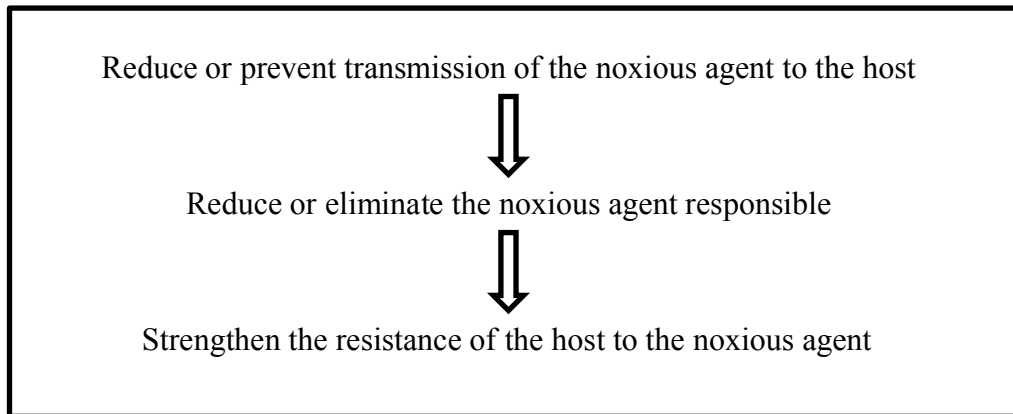 Reduce or prevent transmission of the noxious agent to the host
Reduce or eliminate the noxious agent responsible
Strengthen the resistance of the host to the noxious agent